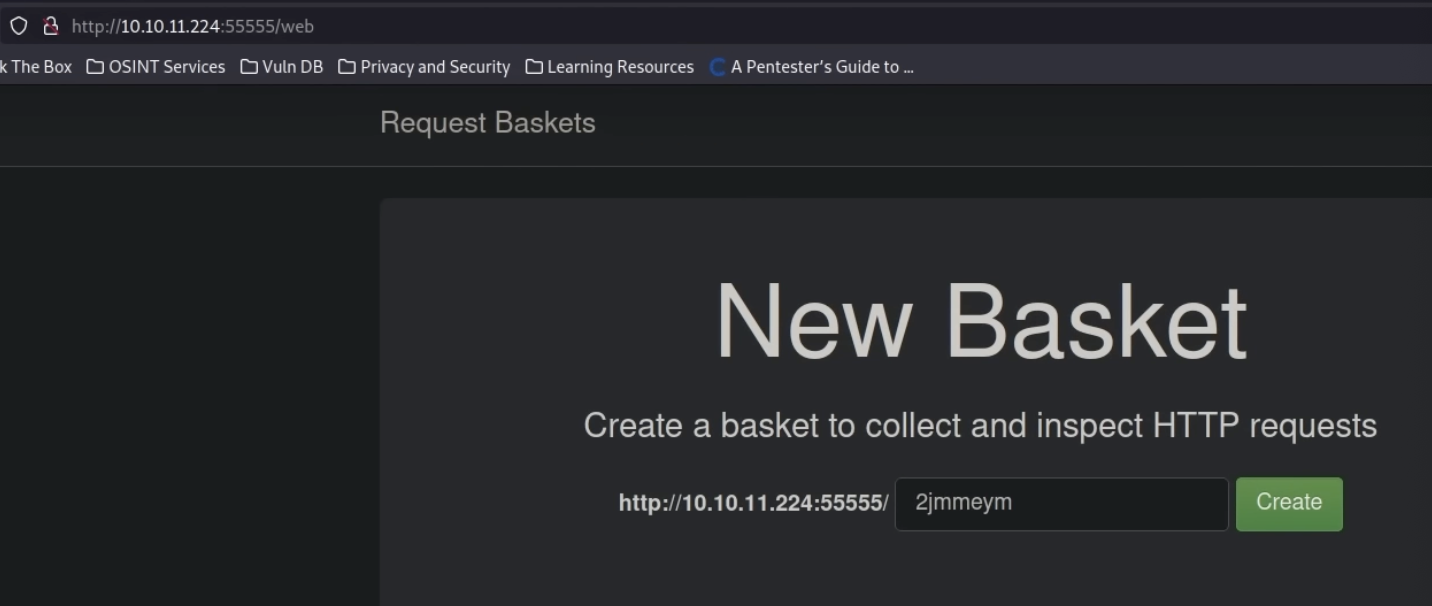 http://10.10.11.224:55555/web
k The Box OSINT Services Vuln DB Privacy and Security Learning Resources A Pentester's Guide to ...
Request Baskets
New Basket
Create a basket to collect and inspect HTTP requests
http://10.10.11.224:55555/ 2jmmeym Create